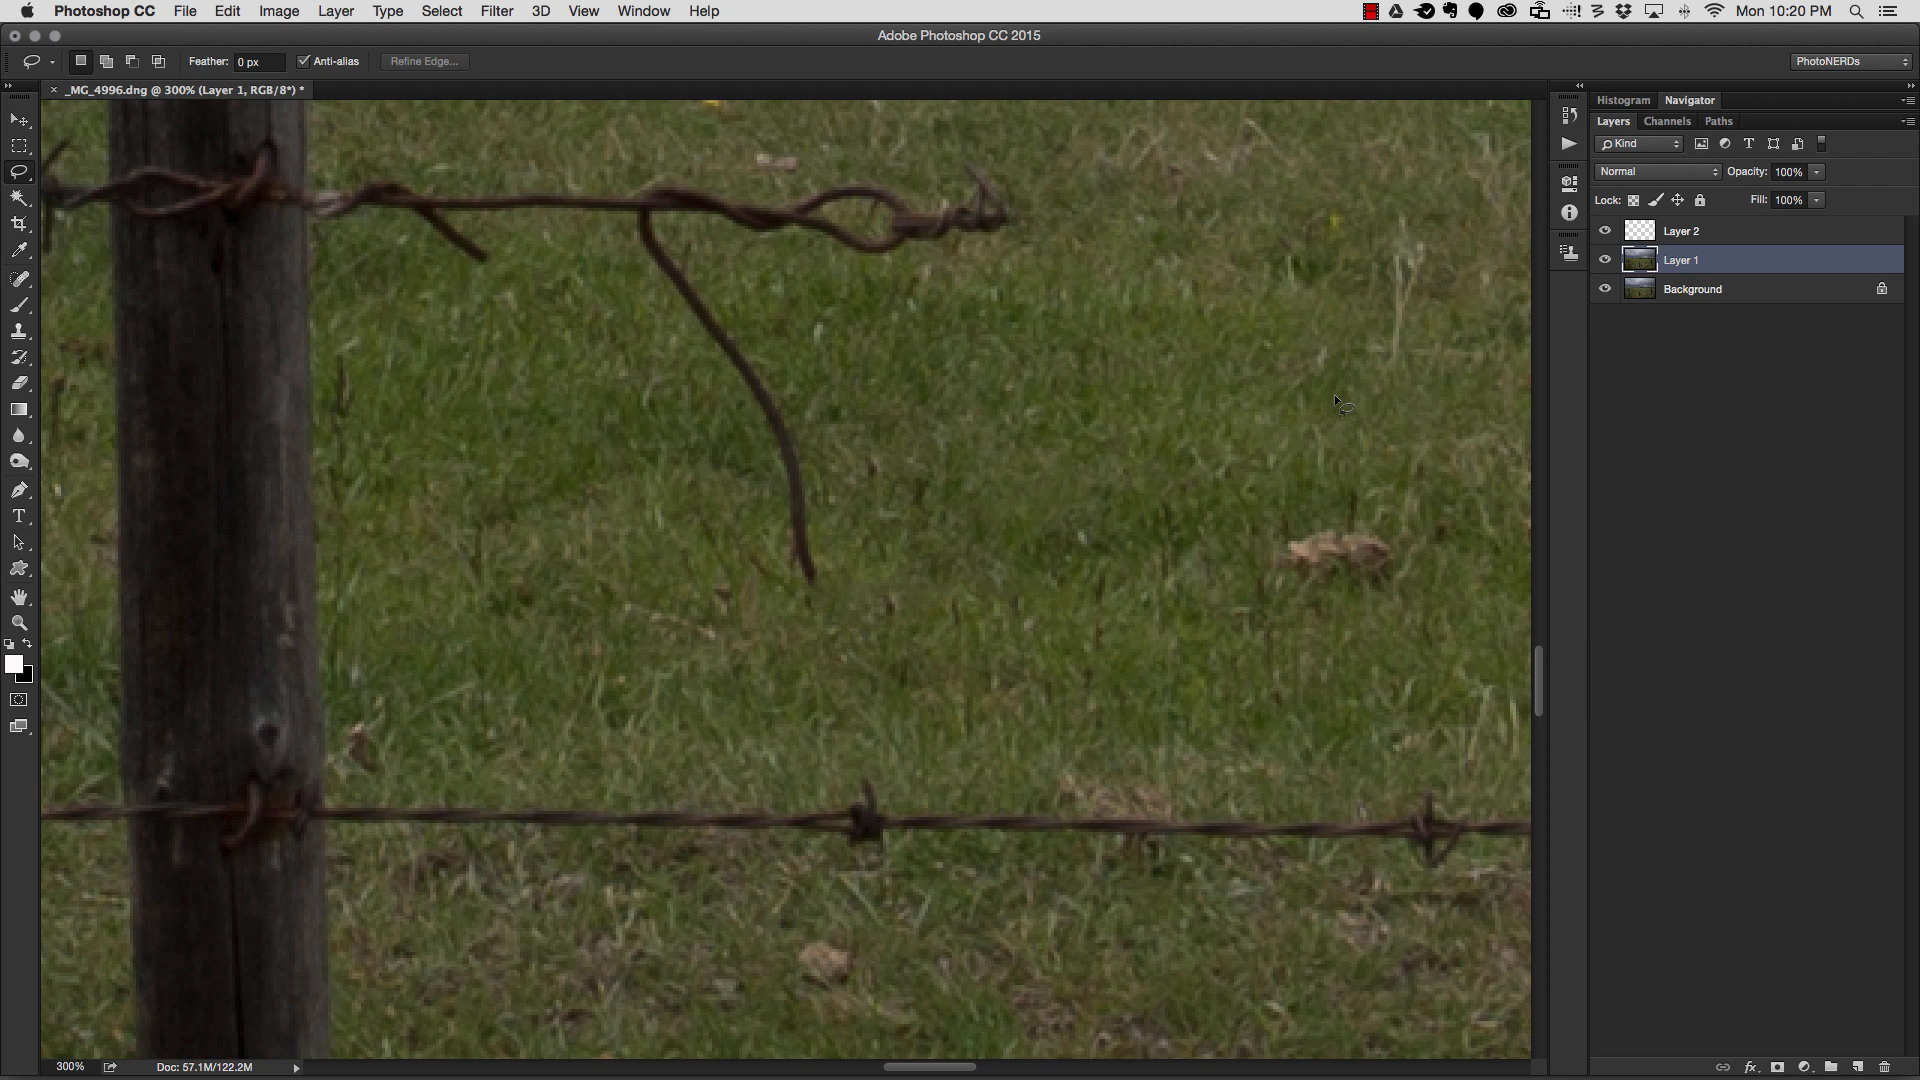 Photoshop CC File Edit Image Layer Type Select Filter 3D View Window Help Mon 10:20 PM
Adobe Photoshop CC 2015
Feather: 0 px Anti-alias Refine Edge... PhotoNERDs
× _MG_4996.dng @ 300% (Layer 1, RGB/8*) *
Histogram Navigator
Layers Channels Paths
Kind
Normal Opacity: 100%
Lock: Fill: 100%
Layer 2
Layer 1
Background
300% Doc: 57.1M/122.2M